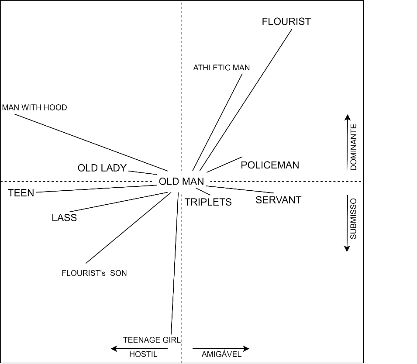 FLOURIST
ATHLETIC MAN
MAN WITH HOOD
DOMINANTE
OLD LADY
POLICEMAN
OLD MAN
TEEN
TRIPLETS
SERVANT
LASS
SUBMISSO
FLOURIST's SON
TEENAGE GIRL
HOSTIL
AMIGÁVEL